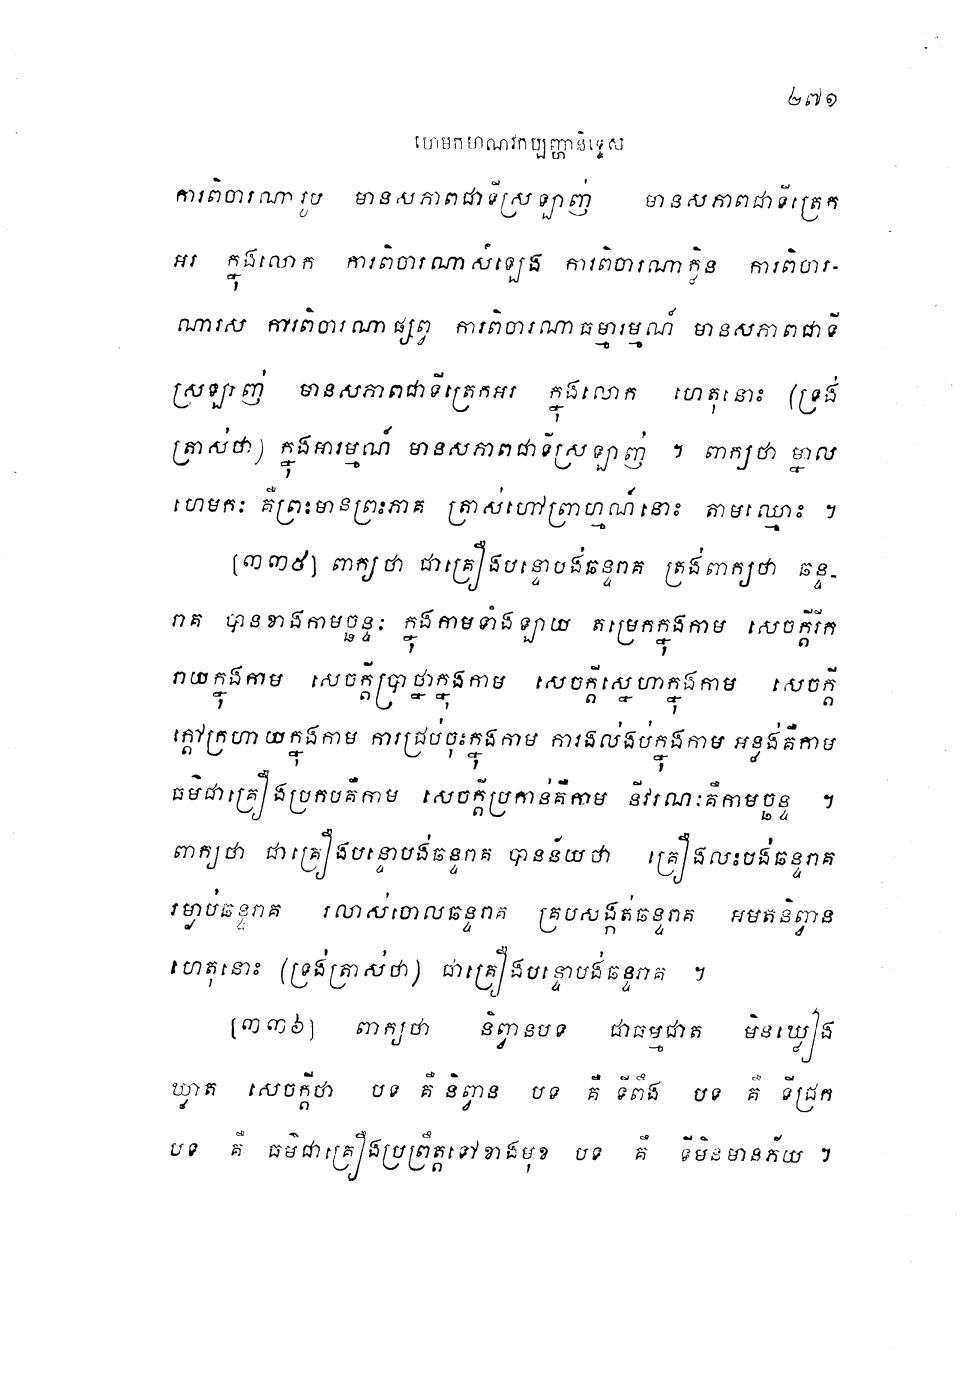 ២៧១
ហេមកមាណវកប្បញ្ហានិទ្ទេស
ការពិចារណារូប មានសភាពជាទីស្រឡាញ់ មានសភាពជាទីត្រេក
អរ ក្នុងលោក ការពិចារណាសំឡេង ការពិចារណាក្លិន ការពិចារ-
ណារស ការពិចារណាផ្សព្វ ការពិចារណាធម្មារម្មណ៍ មានសភាពជាទី
ស្រឡាញ់ មានសភាពជាទីត្រេកអរ ក្នុងលោក ហេតុនោះ (ទ្រង់
ត្រាស់ថា) ក្នុងអារម្មណ៍ មានសភាពជាទីស្រឡាញ់ ។ ពាក្យថា ម្នាល
ហេមកៈ គឺព្រះមានព្រះភាគ ត្រាស់ហៅព្រាហ្មណ៍នោះ តាមឈ្មោះ ។
[៣៣៥] ពាក្យថា ជាគ្រឿងបន្ទោបង់ឆន្ទរាគ ត្រង់ពាក្យថា ឆន្ទ-
រាគ បានខាងកាមច្ឆន្ទៈ ក្នុងកាមទាំងឡាយ តម្រេកក្នុងកាម សេចក្តីរីក
រាយក្នុងកាម សេចក្តីប្រាថ្នាក្នុងកាម សេចក្តីស្នេហាក្នុងកាម សេចក្តី
ក្តៅក្រហាយក្នុងកាម ការជ្រប់ចុះក្នុងកាម ការងល់ងប់ក្នុងកាម អន្លង់គឺកាម
ធម៌ជាគ្រឿងប្រកបគឺកាម សេចក្តីប្រកាន់គឺកាម នីវរណៈគឺកាមច្ឆន្ទ ។
ពាក្យថា ជាគ្រឿងបន្ទោបង់ឆន្ទរាគ បានន័យថា គ្រឿងលះបង់ឆន្ទរាគ
រម្ងាប់ឆន្ទរាគ រលាស់ចោលឆន្ទរាគ គ្របសង្កត់ឆន្ទរាគ អមតនិព្វាន
ហេតុនោះ (ទ្រង់ត្រាស់ថា) ជាគ្រឿងបន្ទោបង់ឆន្ទរាគ ។
[៣៣៦] ពាក្យថា និព្វានបទ ជាធម្មជាត មិនឃ្លៀង
ឃ្លាត សេចក្តីថា បទ គឺ និព្វាន បទ គឺ ទីពឹង បទ គឺ ទីជ្រក
បទ គឺ ធម៌ជាគ្រឿងប្រព្រឹត្តទៅខាងមុខ បទ គឺ ទីមិនមានភ័យ ។